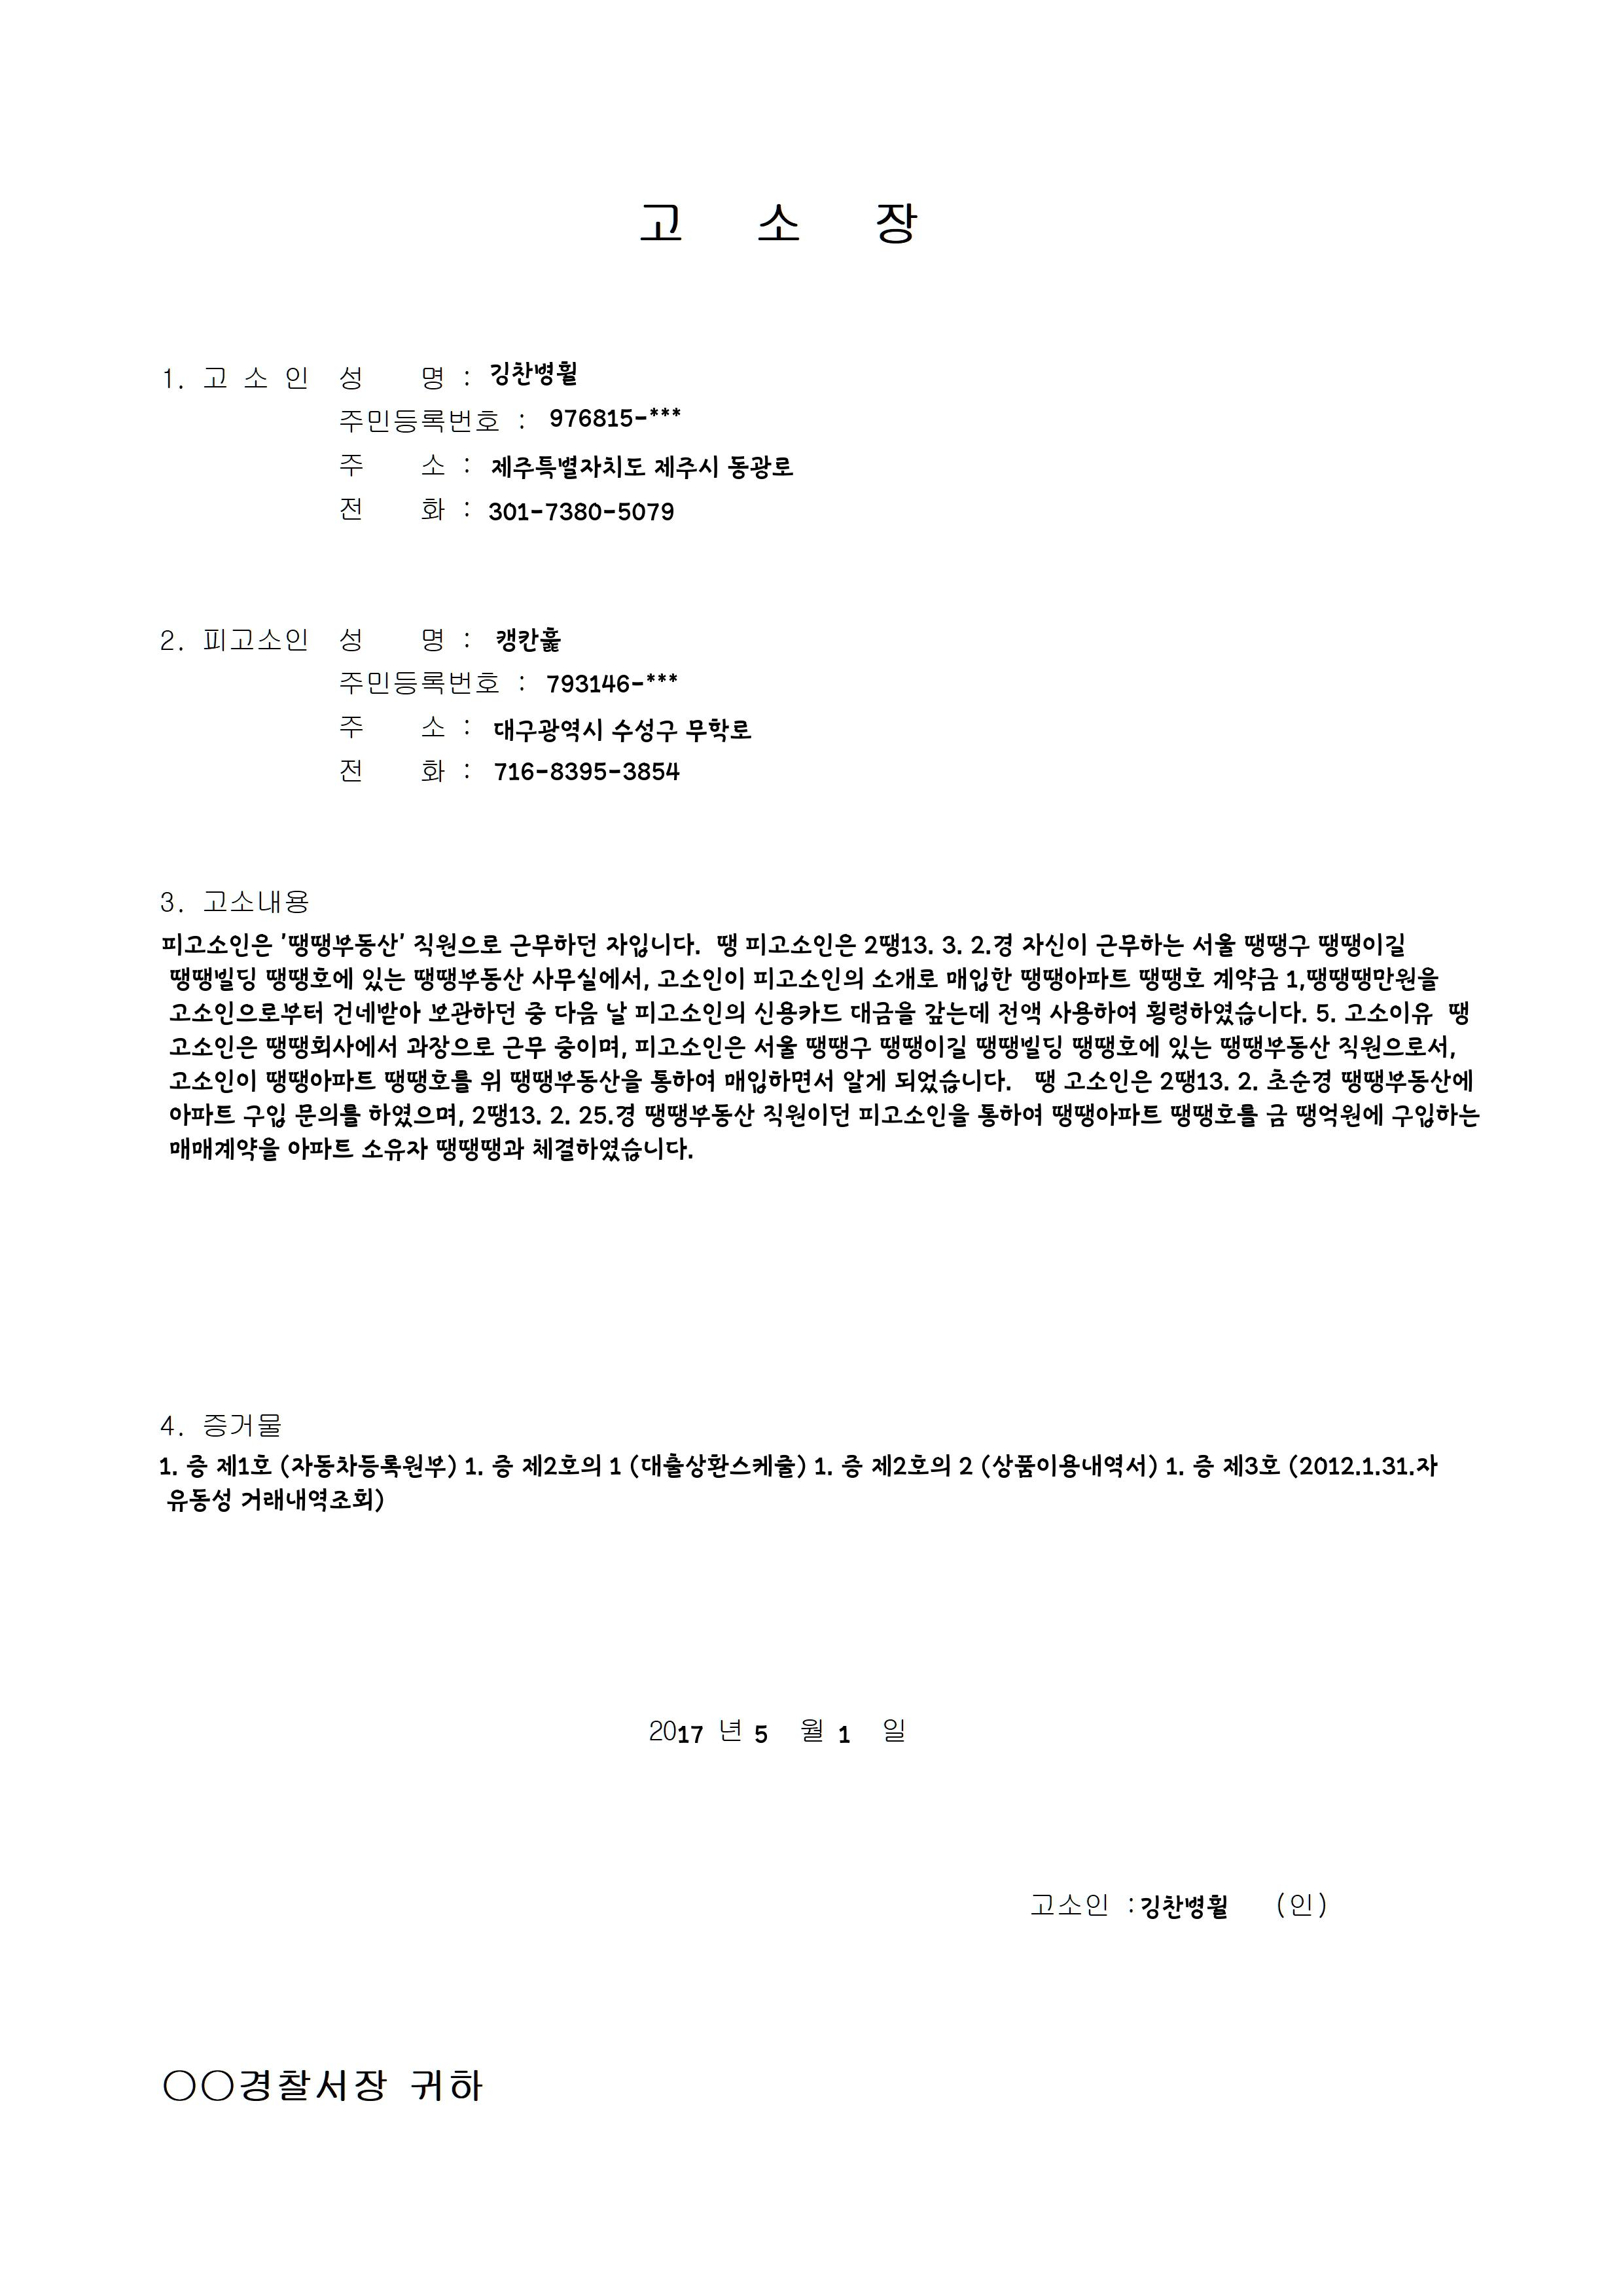 고 소 장
1. 고 소 인 성 명 : 깅찬병휠
주민등록번호 : 976815-***
주 소 : 제주특별자치도 제주시 동광로
전 화 : 301-7380-5079
2. 피고소인 성 명 : 캥칸훑
주민등록번호 : 793146-***
주 소 : 대구광역시 수성구 무학로
전 화 : 716-8395-3854
3. 고소내용
피고소인은 '땡땡부동산' 직원으로 근무하던 자입니다. 땡 피고소인은 2땡13. 3. 2.경 자신이 근무하는 서울 땡땡구 땡땡이길
땡땡빌딩 땡땡호에 있는 땡땡부동산 사무실에서, 고소인이 피고소인의 소개로 매입한 땡땡아파트 땡땡호 계약금 1,땡땡땡만원을
고소인으로부터 건네받아 보관하던 중 다음 날 피고소인의 신용카드 대금을 갚는데 전액 사용하여 횡령하였습니다. 5. 고소이유 땡
고소인은 땡땡회사에서 과장으로 근무 중이며, 피고소인은 서울 땡땡구 땡땡이길 땡땡빌딩 땡땡호에 있는 땡땡부동산 직원으로서,
고소인이 땡땡아파트 땡땡호를 위 땡땡부동산을 통하여 매입하면서 알게 되었습니다. 땡 고소인은 2땡13. 2. 초순경 땡땡부동산에
아파트 구입 문의를 하였으며, 2땡13. 2. 25.경 땡땡부동산 직원이던 피고소인을 통하여 땡땡아파트 땡땡호를 금 땡억원에 구입하는
매매계약을 아파트 소유자 땡땡땡과 체결하였습니다.
4. 증거물
1. 증 제1호 (자동차등록원부) 1. 증 제2호의 1 (대출상환스케줄) 1. 증 제2호의 2 (상품이용내역서) 1. 증 제3호 (2012.1.31.자
유동성 거래내역조회)
2017 년 5 월 1 일
고소인 : 깅찬병휠 (인)
○○경찰서장 귀하